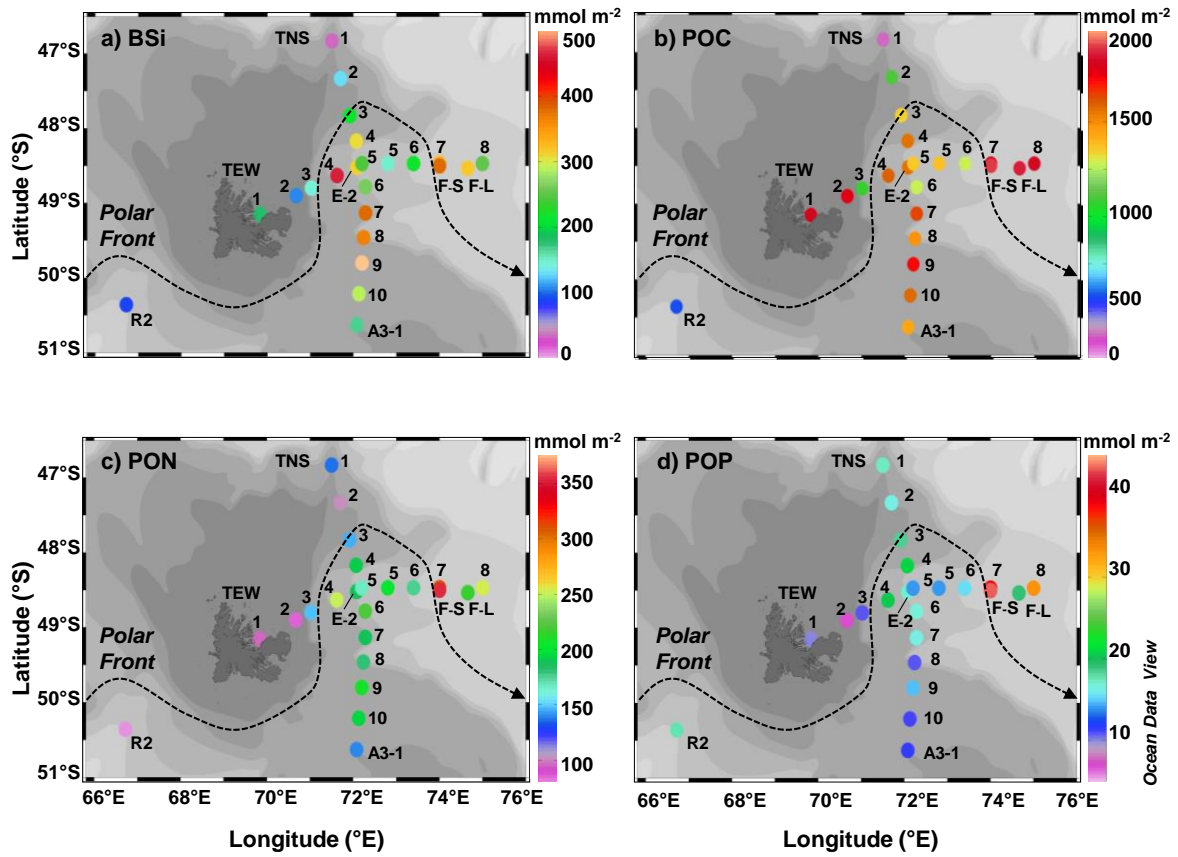 mmol m-2
mmol m-2
a) BSi
TNS
1
2
3
4
5
5
6
7
8
F-S
F-L
TEW
1
2
3
4
E-2
6
7
8
9
10
A3-1
Polar
Front
R2
47°S
48°S
49°S
50°S
51°S
Latitude (°S)
500
400
300
200
100
0
b) POC
TNS
1
2
3
4
5
5
6
7
8
F-S
F-L
TEW
1
2
3
4
E-2
6
7
8
9
10
A3-1
Polar
Front
R2
2000
1500
1000
500
0
mmol m-2
mmol m-2
c) PON
TNS
1
2
3
4
5
5
6
7
8
F-S
F-L
TEW
1
2
3
4
E-2
6
7
8
9
10
A3-1
Polar
Front
R2
47°S
48°S
49°S
50°S
51°S
Latitude (°S)
350
300
250
200
150
100
66°E
68°E
70°E
72°E
74°E
76°E
Longitude (°E)
d) POP
TNS
1
2
3
4
5
5
6
7
8
F-S
F-L
TEW
1
2
3
4
E-2
6
7
8
9
10
A3-1
Polar
Front
R2
40
30
20
10
Ocean Data View
66°E
68°E
70°E
72°E
74°E
76°E
Longitude (°E)